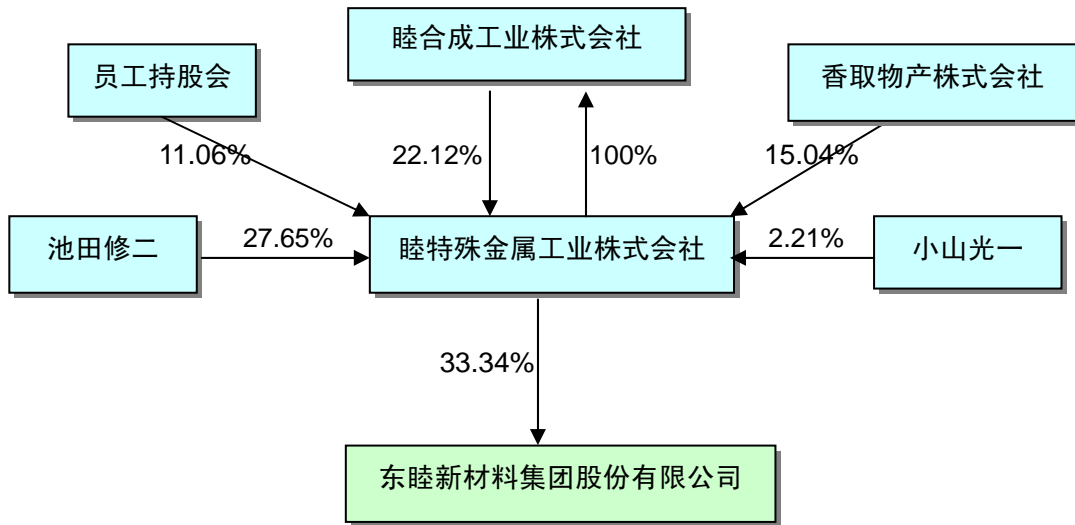 睦合成工业株式会社
员工持股会
香取物产株式会社
11.06%
22.12%
100%
15.04%
池田修二
27.65%
睦特殊金属工业株式会社
2.21%
小山光一
33.34%
东睦新材料集团股份有限公司